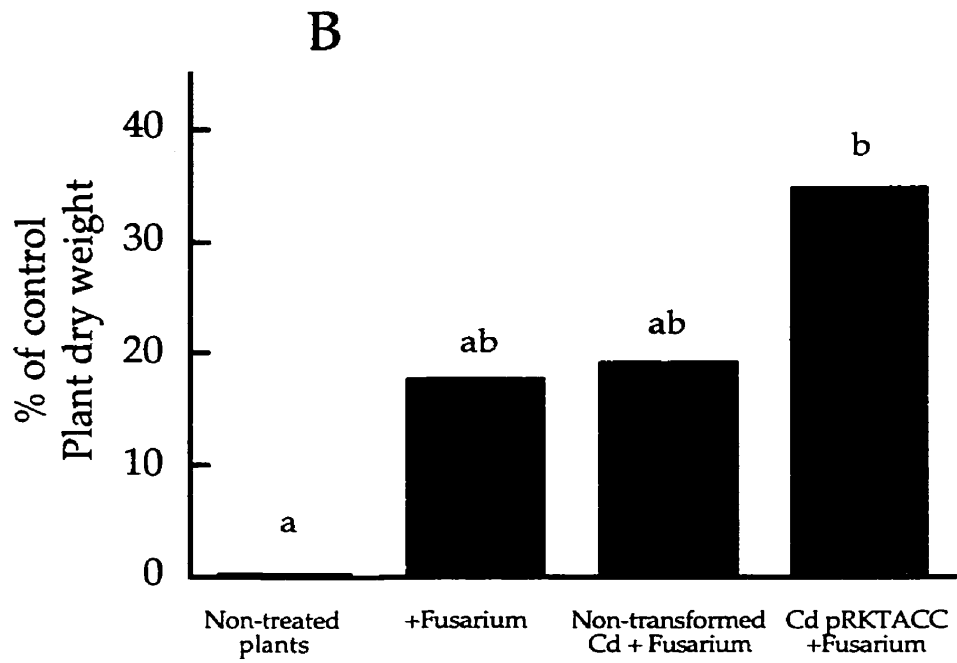 B
% of control
Plant dry weight
40
30
20
10
0
a
ab
ab
b
Non-treated
plants
+Fusarium
Non-transformed
Cd + Fusarium
Cd pRKTACC
+Fusarium